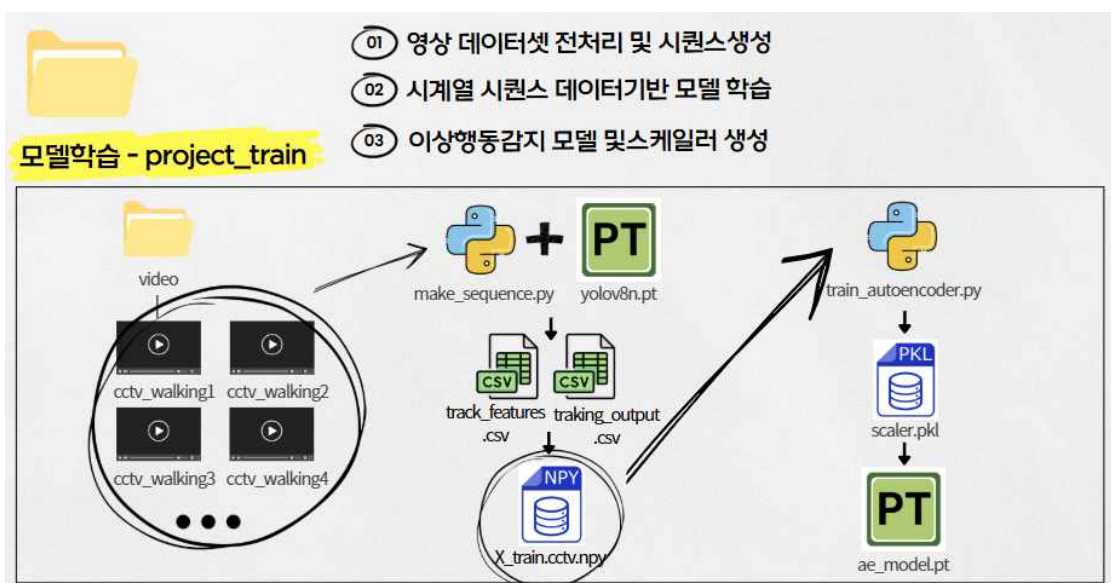 01 영상 데이터셋 전처리 및 시퀀스생성
02 시계열 시퀀스 데이터기반 모델 학습
03 이상행동감지 모델 및스케일러 생성
모델학습 - project_train
video
cctv_walking1 cctv_walking2
cctv_walking3 cctv_walking4
make_sequence.py
PT
yolov8n.pt
CSV
CSV
track_features
.csv
traking_output
.csv
NPY
X_train.cctv.npy
train_autoencoder.py
PKL
scaler.pkl
PT
ae_model.pt